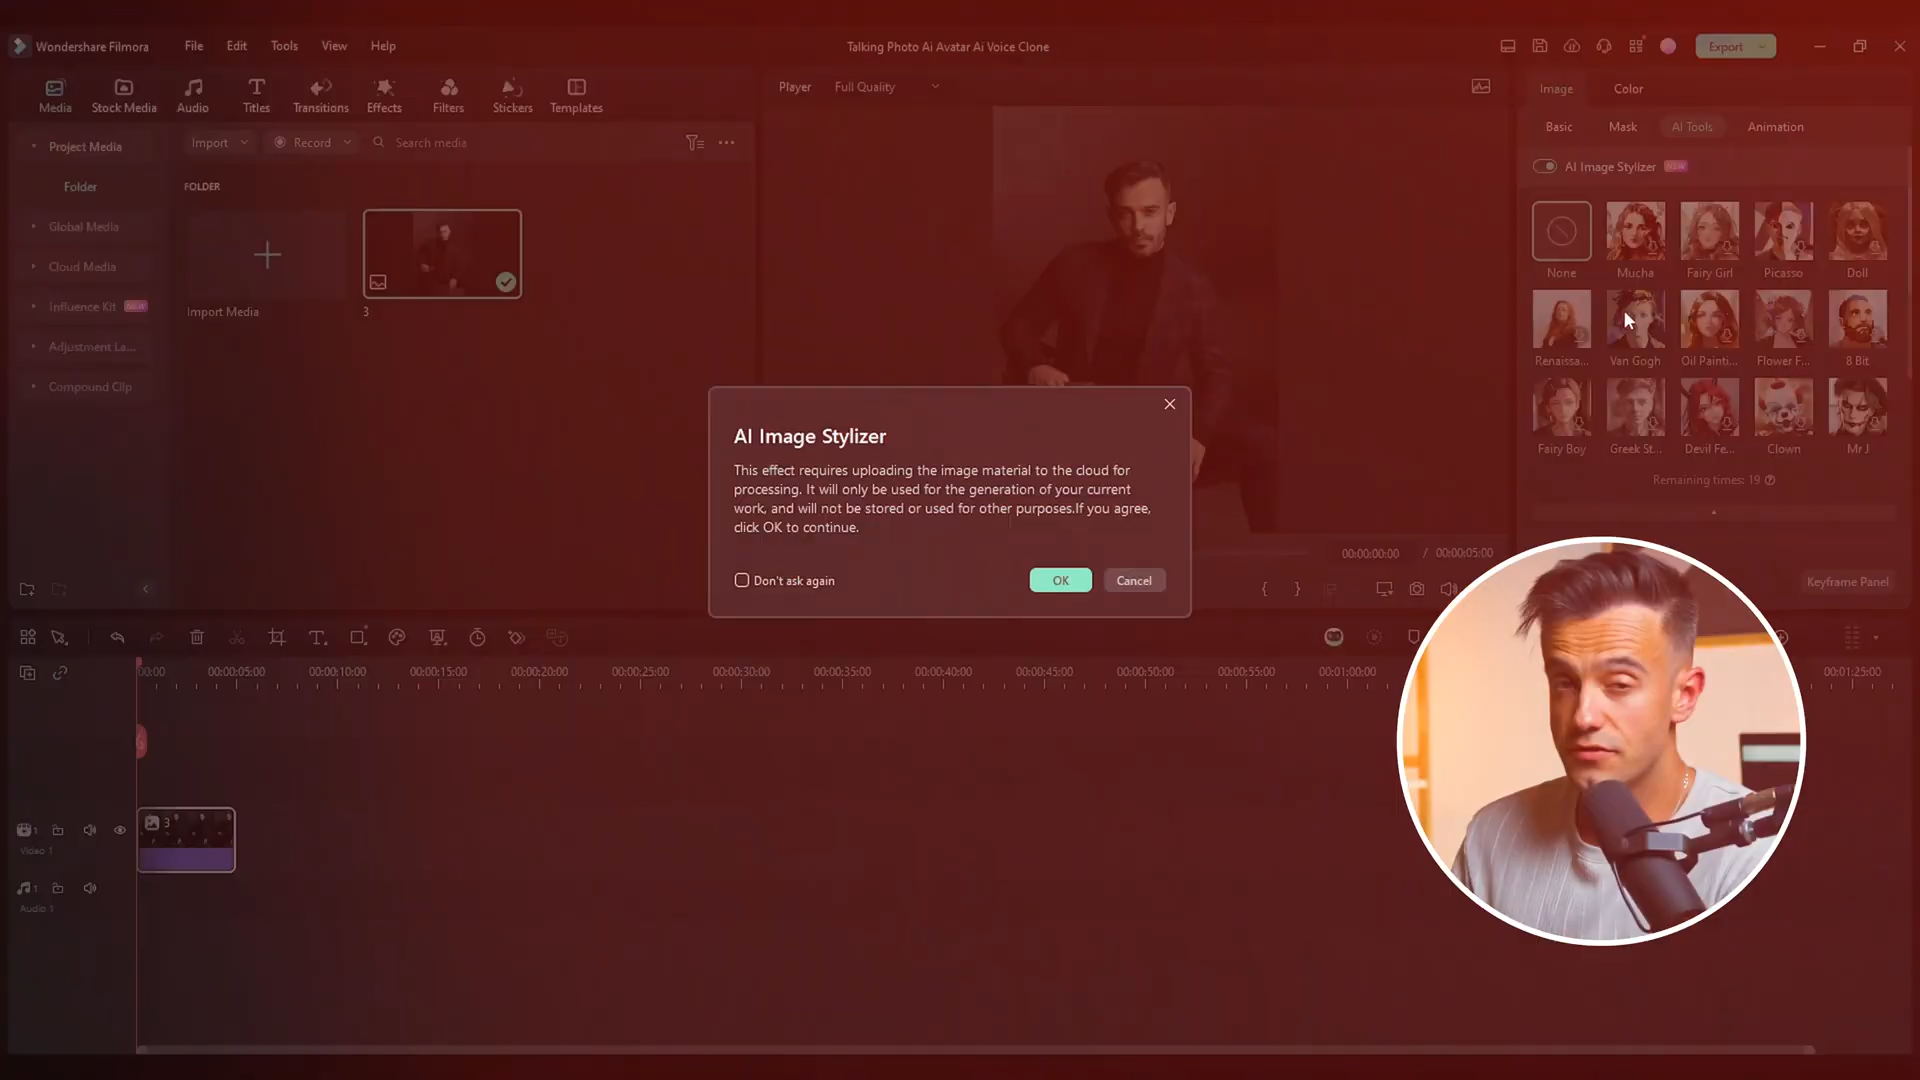 Wondershare Filmora File Edit Tools View Help
Talking Photo Ai Avatar Ai Voice Clone
Export
Media Stock Media Audio Titles Transitions Effects Filters Stickers Templates
Player Full Quality
Image Color
Basic Mask AI Tools Animation
Project Media
Folder
Global Media
Cloud Media
Influence Kit NEW
Adjustment La...
Compound Clip
Import Record Search media
FOLDER
Import Media
3
AI Image Stylizer NEW
None Mucha Fairy Girl Picasso Doll
Renaissa... Van Gogh Oil Painti... Flower F... 8 Bit
Fairy Boy Greek St... Devil Fe... Clown Mr J
Remaining times: 19
AI Image Stylizer
This effect requires uploading the image material to the cloud for
processing. It will only be used for the generation of your current
work, and will not be stored or used for other purposes.If you agree,
click OK to continue.
Don't ask again
OK Cancel
00:00:00:00 / 00:00:05:00
Keyframe Panel
00:00 00:00:05:00 00:00:10:00 00:00:15:00 00:00:20:00 00:00:25:00 00:00:30:00 00:00:35:00 00:00:40:00 00:00:45:00 00:00:50:00 00:00:55:00 00:01:00:00 00:01:25:00
3
1
Video 1
1
Audio 1